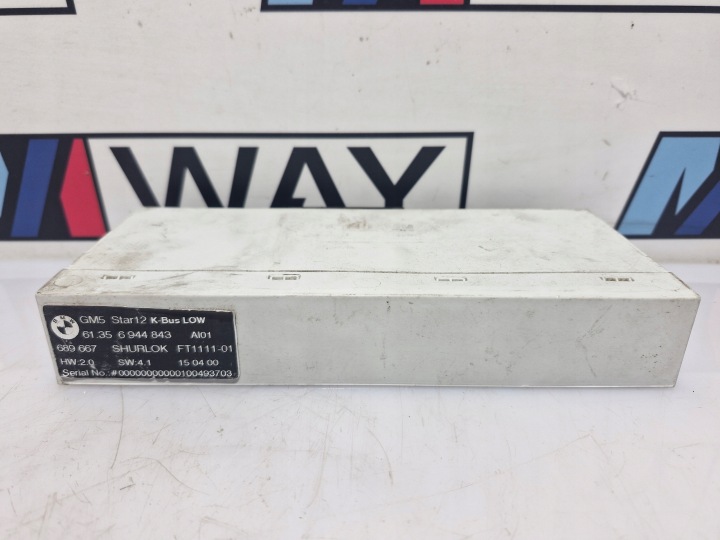 WAY
GM5 Star12 K-Bus LOW
61.35 6 944 843 AI01
689 667 SHURLOK FT1111-01
HW:2.0 SW:4.1 15 04 00
Serial No.:#00000000000100493703